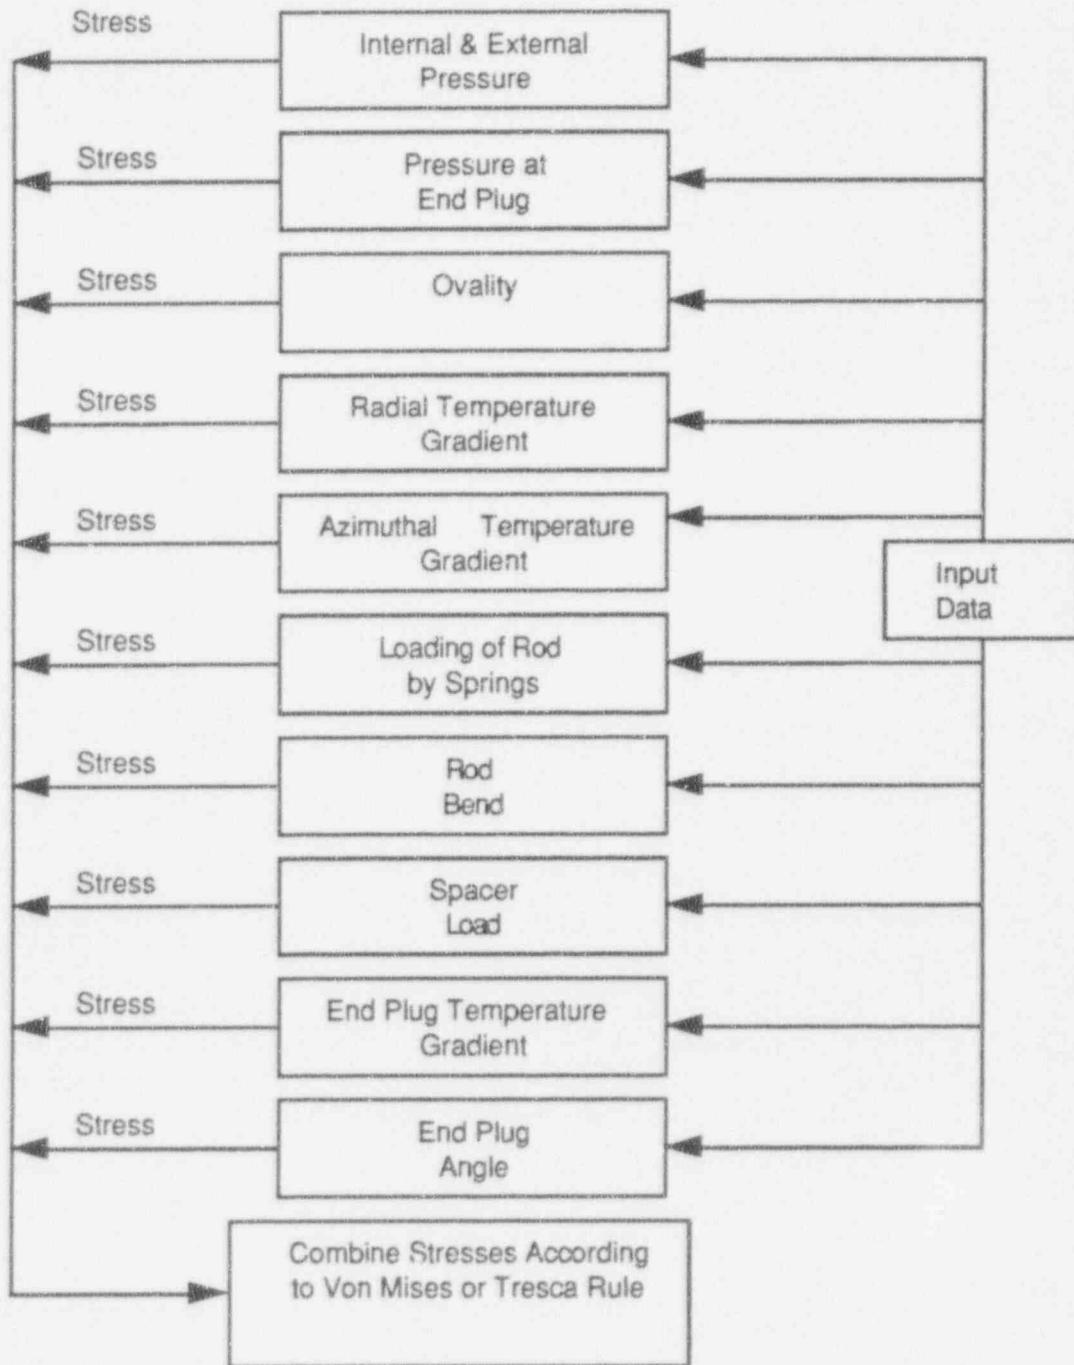 Stress
Internal & External
Pressure
Stress
Pressure at
End Plug
Stress
Ovality
Stress
Radial Temperature
Gradient
Stress
Azimuthal Temperature
Gradient
Input
Data
Stress
Loading of Rod
by Springs
Stress
Rod
Bend
Stress
Spacer
Load
Stress
End Plug Temperature
Gradient
Stress
End Plug
Angle
Combine Stresses According
to Von Mises or Tresca Rule